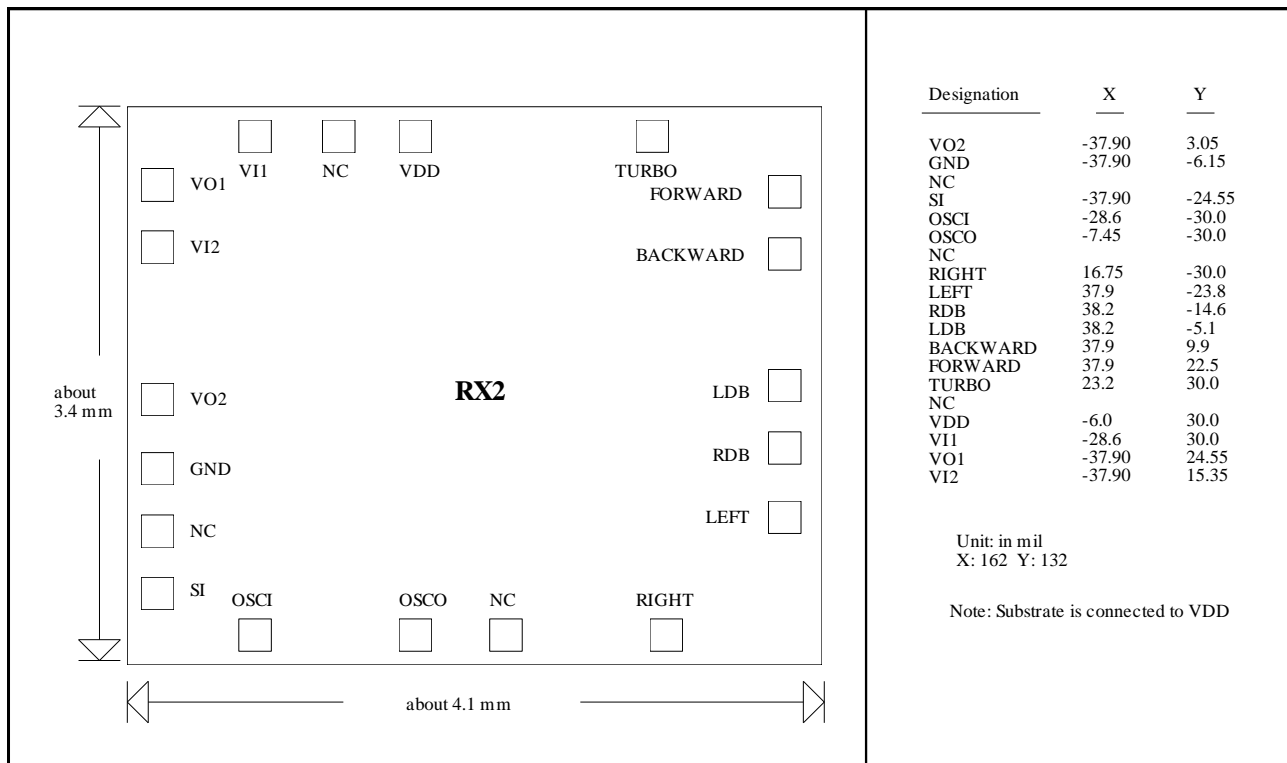 VI1 NC VDD TURBO
VO1 FORWARD
VI2 BACKWARD
about
3.4 mm
VO2 RX2 LDB
GND RDB
NC LEFT
SI
OSCI OSCO NC RIGHT
about 4.1 mm
Designation X Y
VO2 -37.90 3.05
GND -37.90 -6.15
NC
SI -37.90 -24.55
OSCI -28.6 -30.0
OSCO -7.45 -30.0
NC
RIGHT 16.75 -30.0
LEFT 37.9 -23.8
RDB 38.2 -14.6
LDB 38.2 -5.1
BACKWARD 37.9 9.9
FORWARD 37.9 22.5
TURBO 23.2 30.0
NC
VDD -6.0 30.0
VI1 -28.6 30.0
VO1 -37.90 24.55
VI2 -37.90 15.35
Unit: in mil
X: 162 Y: 132
Note: Substrate is connected to VDD